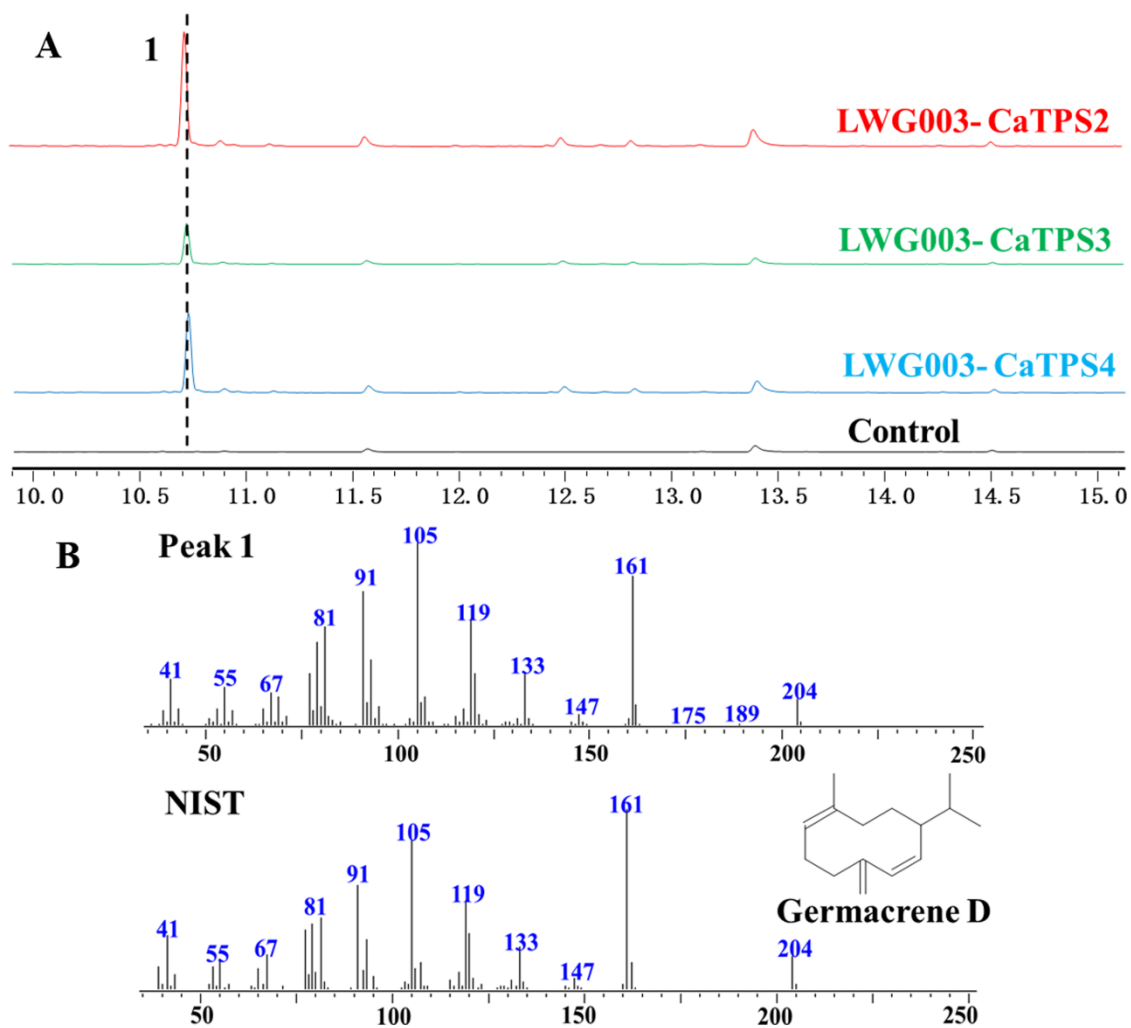 A
1
LWG003- CaTPS2
LWG003- CaTPS3
LWG003- CaTPS4
Control
10.0 10.5 11.0 11.5 12.0 12.5 13.0 13.5 14.0 14.5 15.0
B
Peak 1
41 55 67 81 91 105 119 133 147 161 175 189 204
50 100 150 200 250
NIST
41 55 67 81 91 105 119 133 147 161 204
Germacrene D
50 100 150 200 250